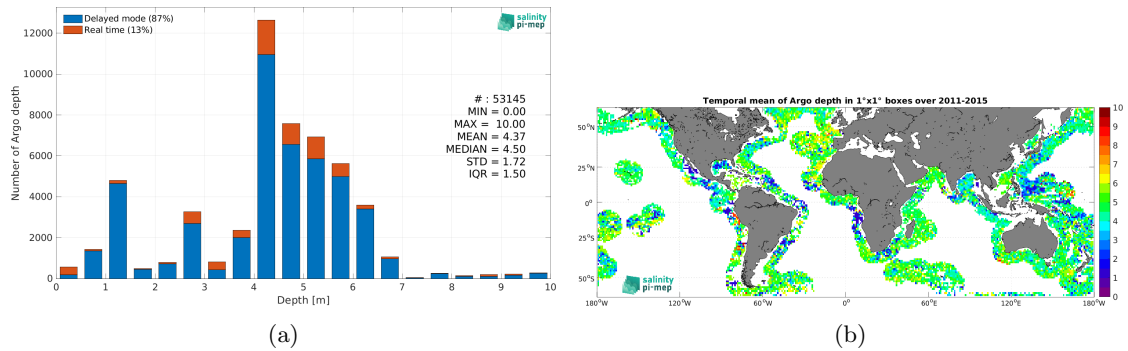 Delayed mode (87%)
Real time (13%)
salinity
pi-mep
12000
10000
8000
6000
4000
2000
0
Number of Argo depth
# : 53145
MIN = 0.00
MAX = 10.00
MEAN = 4.37
MEDIAN = 4.50
STD = 1.72
IQR = 1.50
0 1 2 3 4 5 6 7 8 9 10
Depth [m]
(a)
Temporal mean of Argo depth in 1°x1° boxes over 2011-2015
50°N
25°N
0°
25°S
50°S
salinity
pi-mep
180°W 120°W 60°W 0° 60°E 120°E 180°E
10
9
8
7
6
5
4
3
2
1
0
(b)